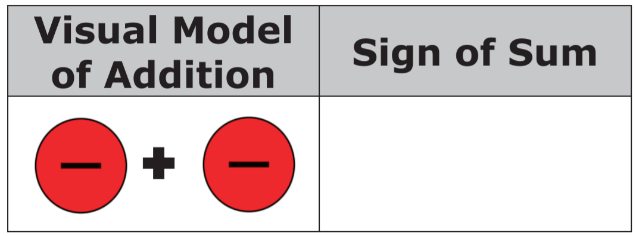 Visual Model
of Addition
Sign of Sum
− + −